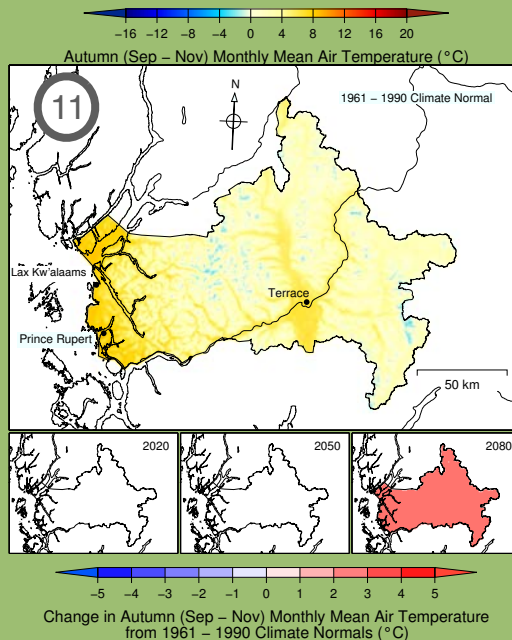 −16 −12 −8 −4 0 4 8 12 16 20
Autumn (Sep − Nov) Monthly Mean Air Temperature (°C)
11
N
1961 − 1990 Climate Normal
Lax Kw'alaams
Terrace
Prince Rupert
50 km
2020
2050
2080
−5 −4 −3 −2 −1 0 1 2 3 4 5
Change in Autumn (Sep − Nov) Monthly Mean Air Temperature
from 1961 − 1990 Climate Normals (°C)